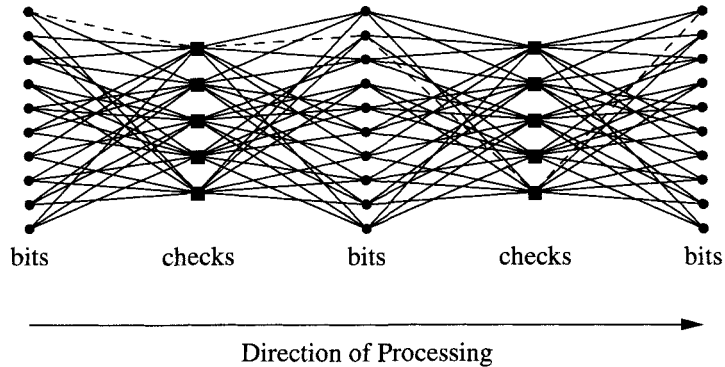 bits checks bits checks bits
Direction of Processing